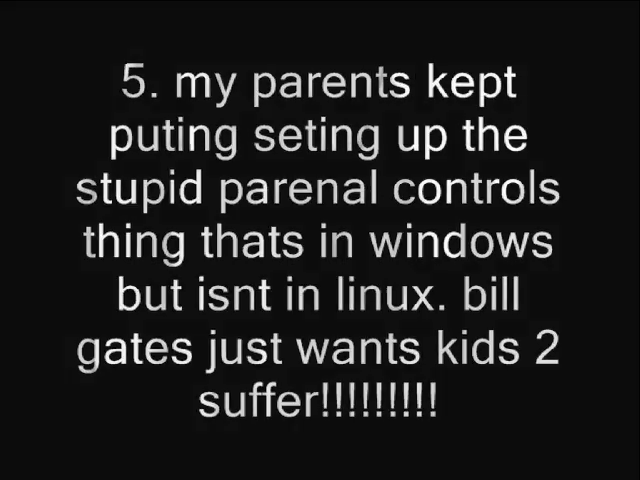 5. my parents kept
puting seting up the
stupid parenal controls
thing thats in windows
but isnt in linux. bill
gates just wants kids 2
suffer!!!!!!!!!!